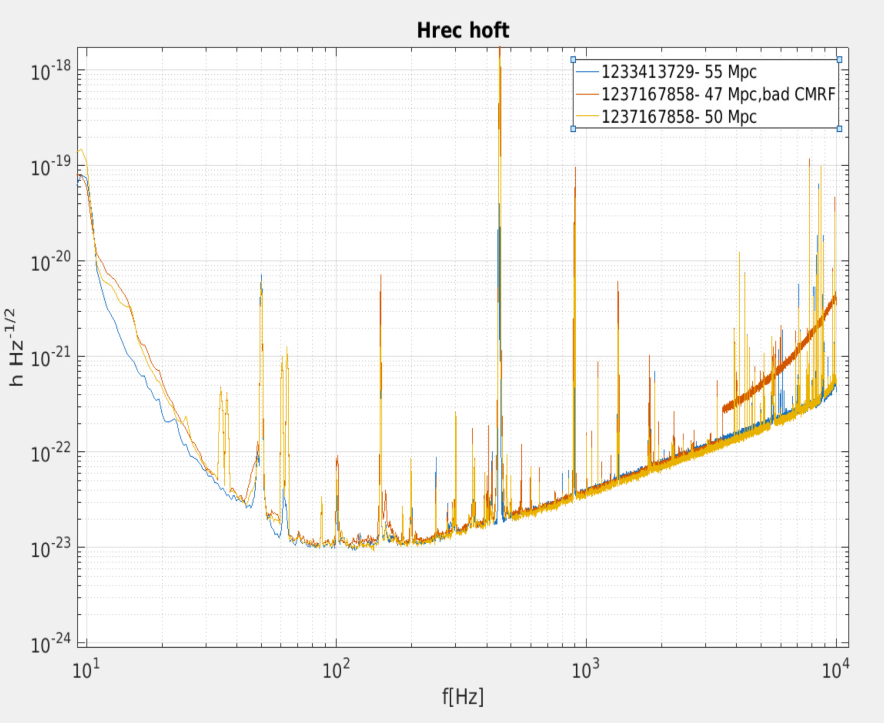 Hrec hoft
1233413729- 55 Mpc
1237167858- 47 Mpc,bad CMRF
1237167858- 50 Mpc
10^-18
10^-19
10^-20
10^-21
10^-22
10^-23
10^-24
h Hz^-1/2
10^1 10^2 10^3 10^4
f[Hz]